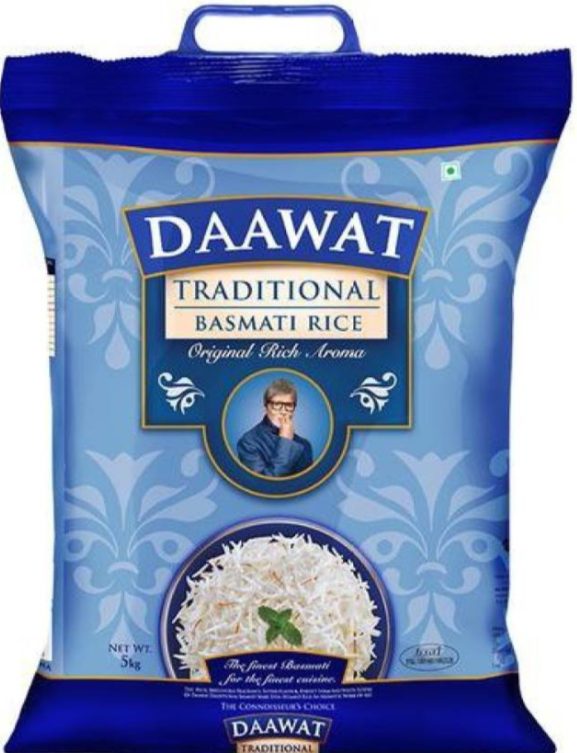 DAAWAT
TRADITIONAL
BASMATI RICE
Original Rich Aroma
NET WT.
5kg
The finest Basmati
for the finest cuisine.
THE CONNOISSEUR'S CHOICE
DAAWAT
TRADITIONAL